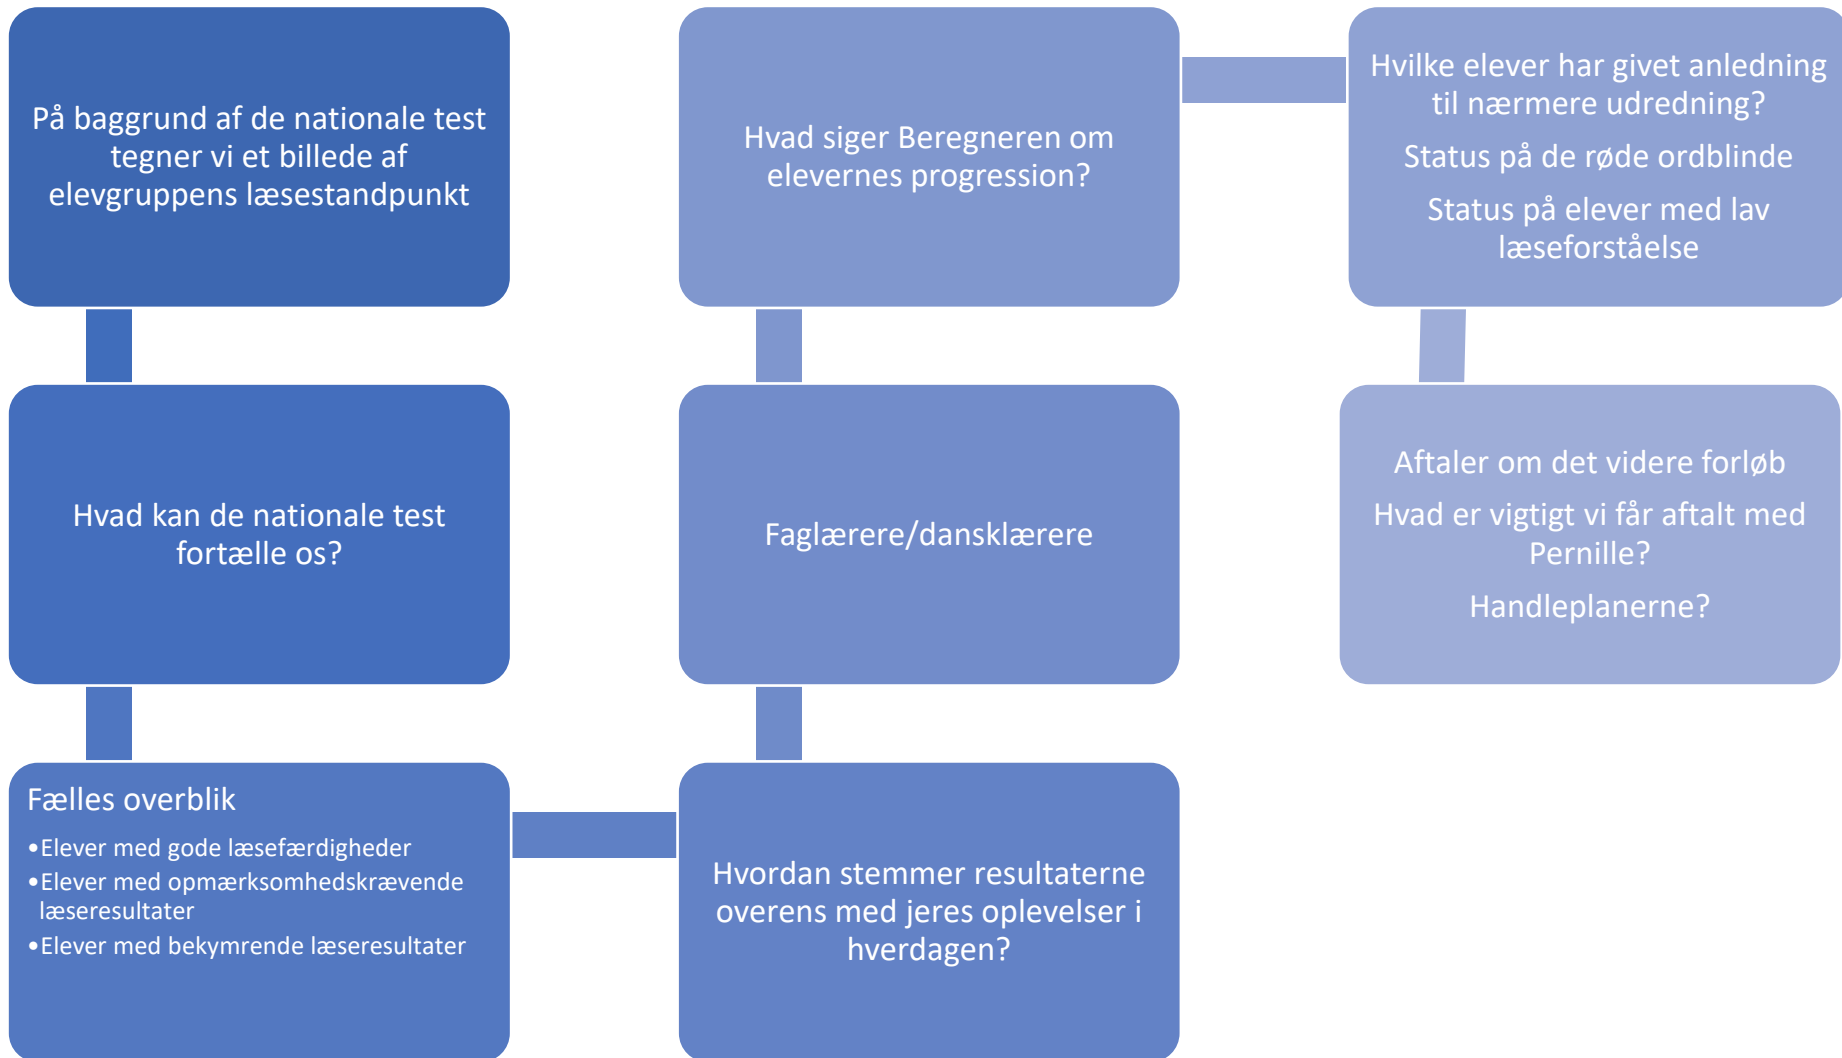 På baggrund af de nationale test
tegner vi et billede af
elevgruppens læsestandpunkt
Hvad kan de nationale test
fortælle os?
Fælles overblik
•Elever med gode læsefærdigheder
•Elever med opmærksomhedskrævende
læseresultater
•Elever med bekymrende læseresultater
Hvordan stemmer resultaterne
overens med jeres oplevelser i
hverdagen?
Faglærere/dansklærere
Hvad siger Beregneren om
elevernes progression?
Hvilke elever har givet anledning
til nærmere udredning?
Status på de røde ordblinde
Status på elever med lav
læseforståelse
Aftaler om det videre forløb
Hvad er vigtigt vi får aftalt med
Pernille?
Handleplanerne?